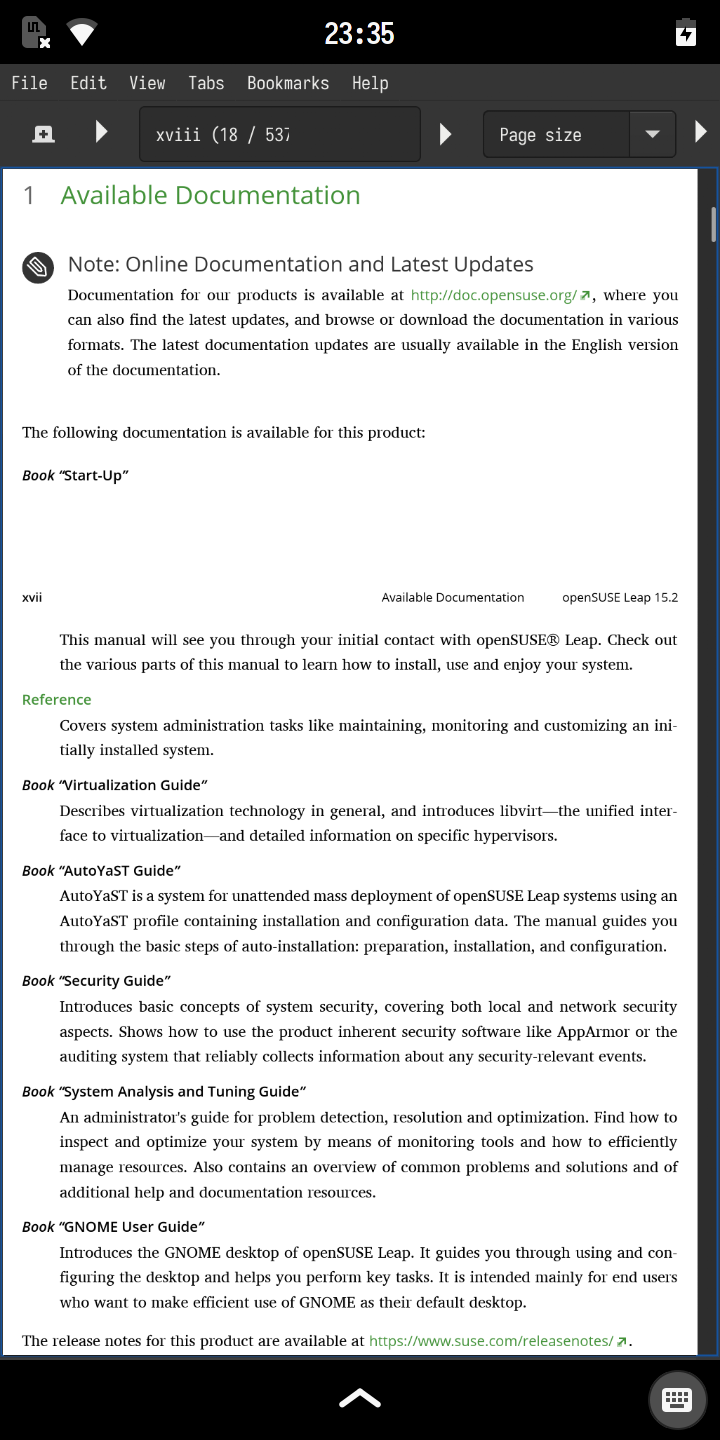 23:35
File Edit View Tabs Bookmarks Help
xviii (18 / 537
Page size
1 Available Documentation
Note: Online Documentation and Latest Updates
Documentation for our products is available at http://doc.opensuse.org/, where you
can also find the latest updates, and browse or download the documentation in various
formats. The latest documentation updates are usually available in the English version
of the documentation.
The following documentation is available for this product:
Book “Start-Up”
xvii Available Documentation openSUSE Leap 15.2
This manual will see you through your initial contact with openSUSE® Leap. Check out
the various parts of this manual to learn how to install, use and enjoy your system.
Reference
Covers system administration tasks like maintaining, monitoring and customizing an ini-
tially installed system.
Book “Virtualization Guide”
Describes virtualization technology in general, and introduces libvirt—the unified inter-
face to virtualization—and detailed information on specific hypervisors.
Book “AutoYaST Guide”
AutoYaST is a system for unattended mass deployment of openSUSE Leap systems using an
AutoYaST profile containing installation and configuration data. The manual guides you
through the basic steps of auto-installation: preparation, installation, and configuration.
Book “Security Guide”
Introduces basic concepts of system security, covering both local and network security
aspects. Shows how to use the product inherent security software like AppArmor or the
auditing system that reliably collects information about any security-relevant events.
Book “System Analysis and Tuning Guide”
An administrator's guide for problem detection, resolution and optimization. Find how to
inspect and optimize your system by means of monitoring tools and how to efficiently
manage resources. Also contains an overview of common problems and solutions and of
additional help and documentation resources.
Book “GNOME User Guide”
Introduces the GNOME desktop of openSUSE Leap. It guides you through using and con-
figuring the desktop and helps you perform key tasks. It is intended mainly for end users
who want to make efficient use of GNOME as their default desktop.
The release notes for this product are available at https://www.suse.com/releasenotes/.